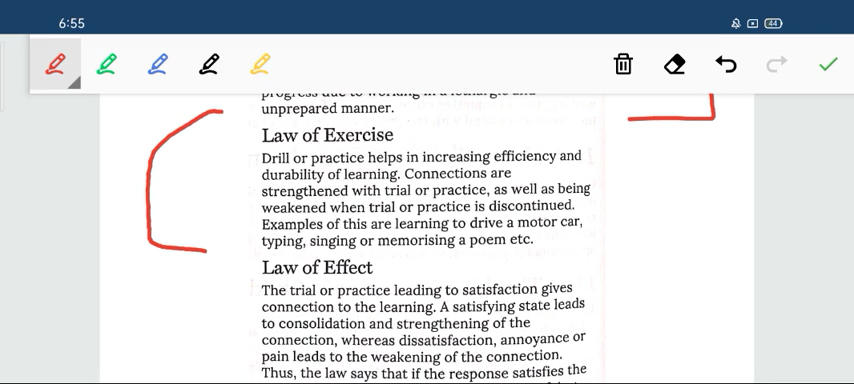 6:55
44
unprepared manner.
Law of Exercise
Drill or practice helps in increasing efficiency and
durability of learning. Connections are
strengthened with trial or practice, as well as being
weakened when trial or practice is discontinued.
Examples of this are learning to drive a motor car,
typing, singing or memorising a poem etc.
Law of Effect
The trial or practice leading to satisfaction gives
connection to the learning. A satisfying state leads
to consolidation and strengthening of the
connection, whereas dissatisfaction, annoyance or
pain leads to the weakening of the connection.
Thus, the law says that if the response satisfies the